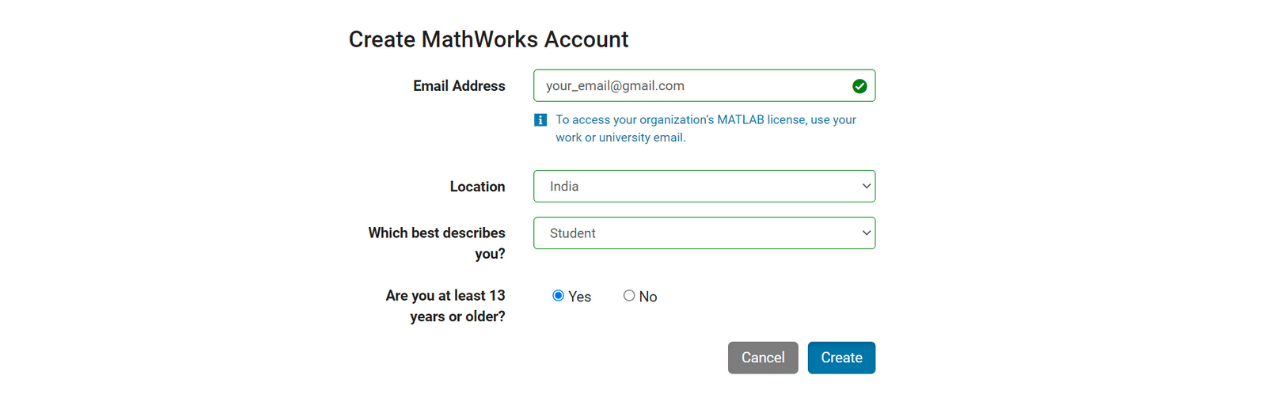 Create MathWorks Account
Email Address
your_email@gmail.com
To access your organization's MATLAB license, use your
work or university email.
Location
India
Which best describes
you?
Student
Are you at least 13
years or older?
Yes
No
Cancel
Create